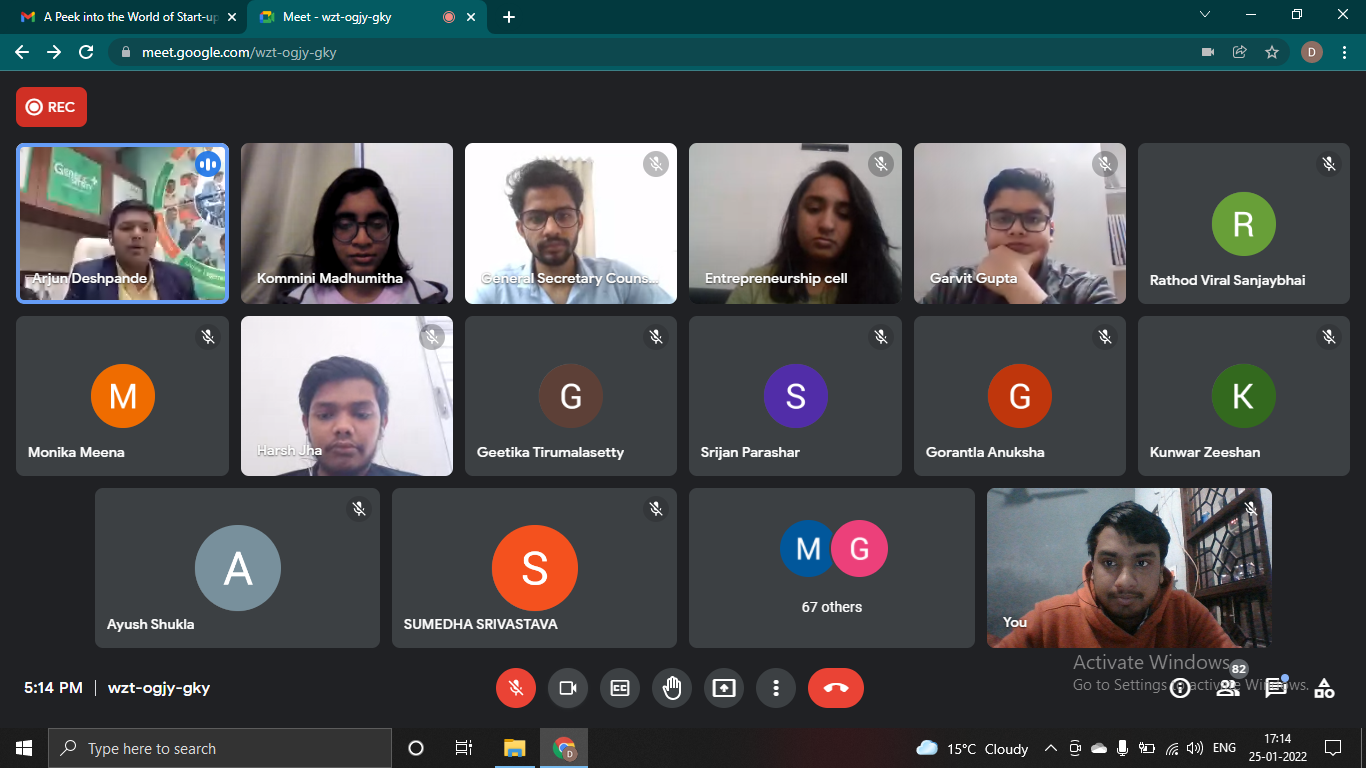 A Peek into the World of Start-up
Meet - wzt-ogjy-gky
meet.google.com/wzt-ogjy-gky
D
REC
Arjun Deshpande
Kommini Madhumitha
General Secretary Couns...
Entrepreneurship cell
Garvit Gupta
R
Rathod Viral Sanjaybhai
M
Monika Meena
Harsh Jha
G
Geetika Tirumalasetty
S
Srijan Parashar
G
Gorantla Anuksha
K
Kunwar Zeeshan
A
Ayush Shukla
S
SUMEDHA SRIVASTAVA
M G
67 others
You
Activate Windows
Go to Settings to activate Windows.
5:14 PM | wzt-ogjy-gky
CC
82
Type here to search
D
15°C Cloudy
ENG
17:14
25-01-2022